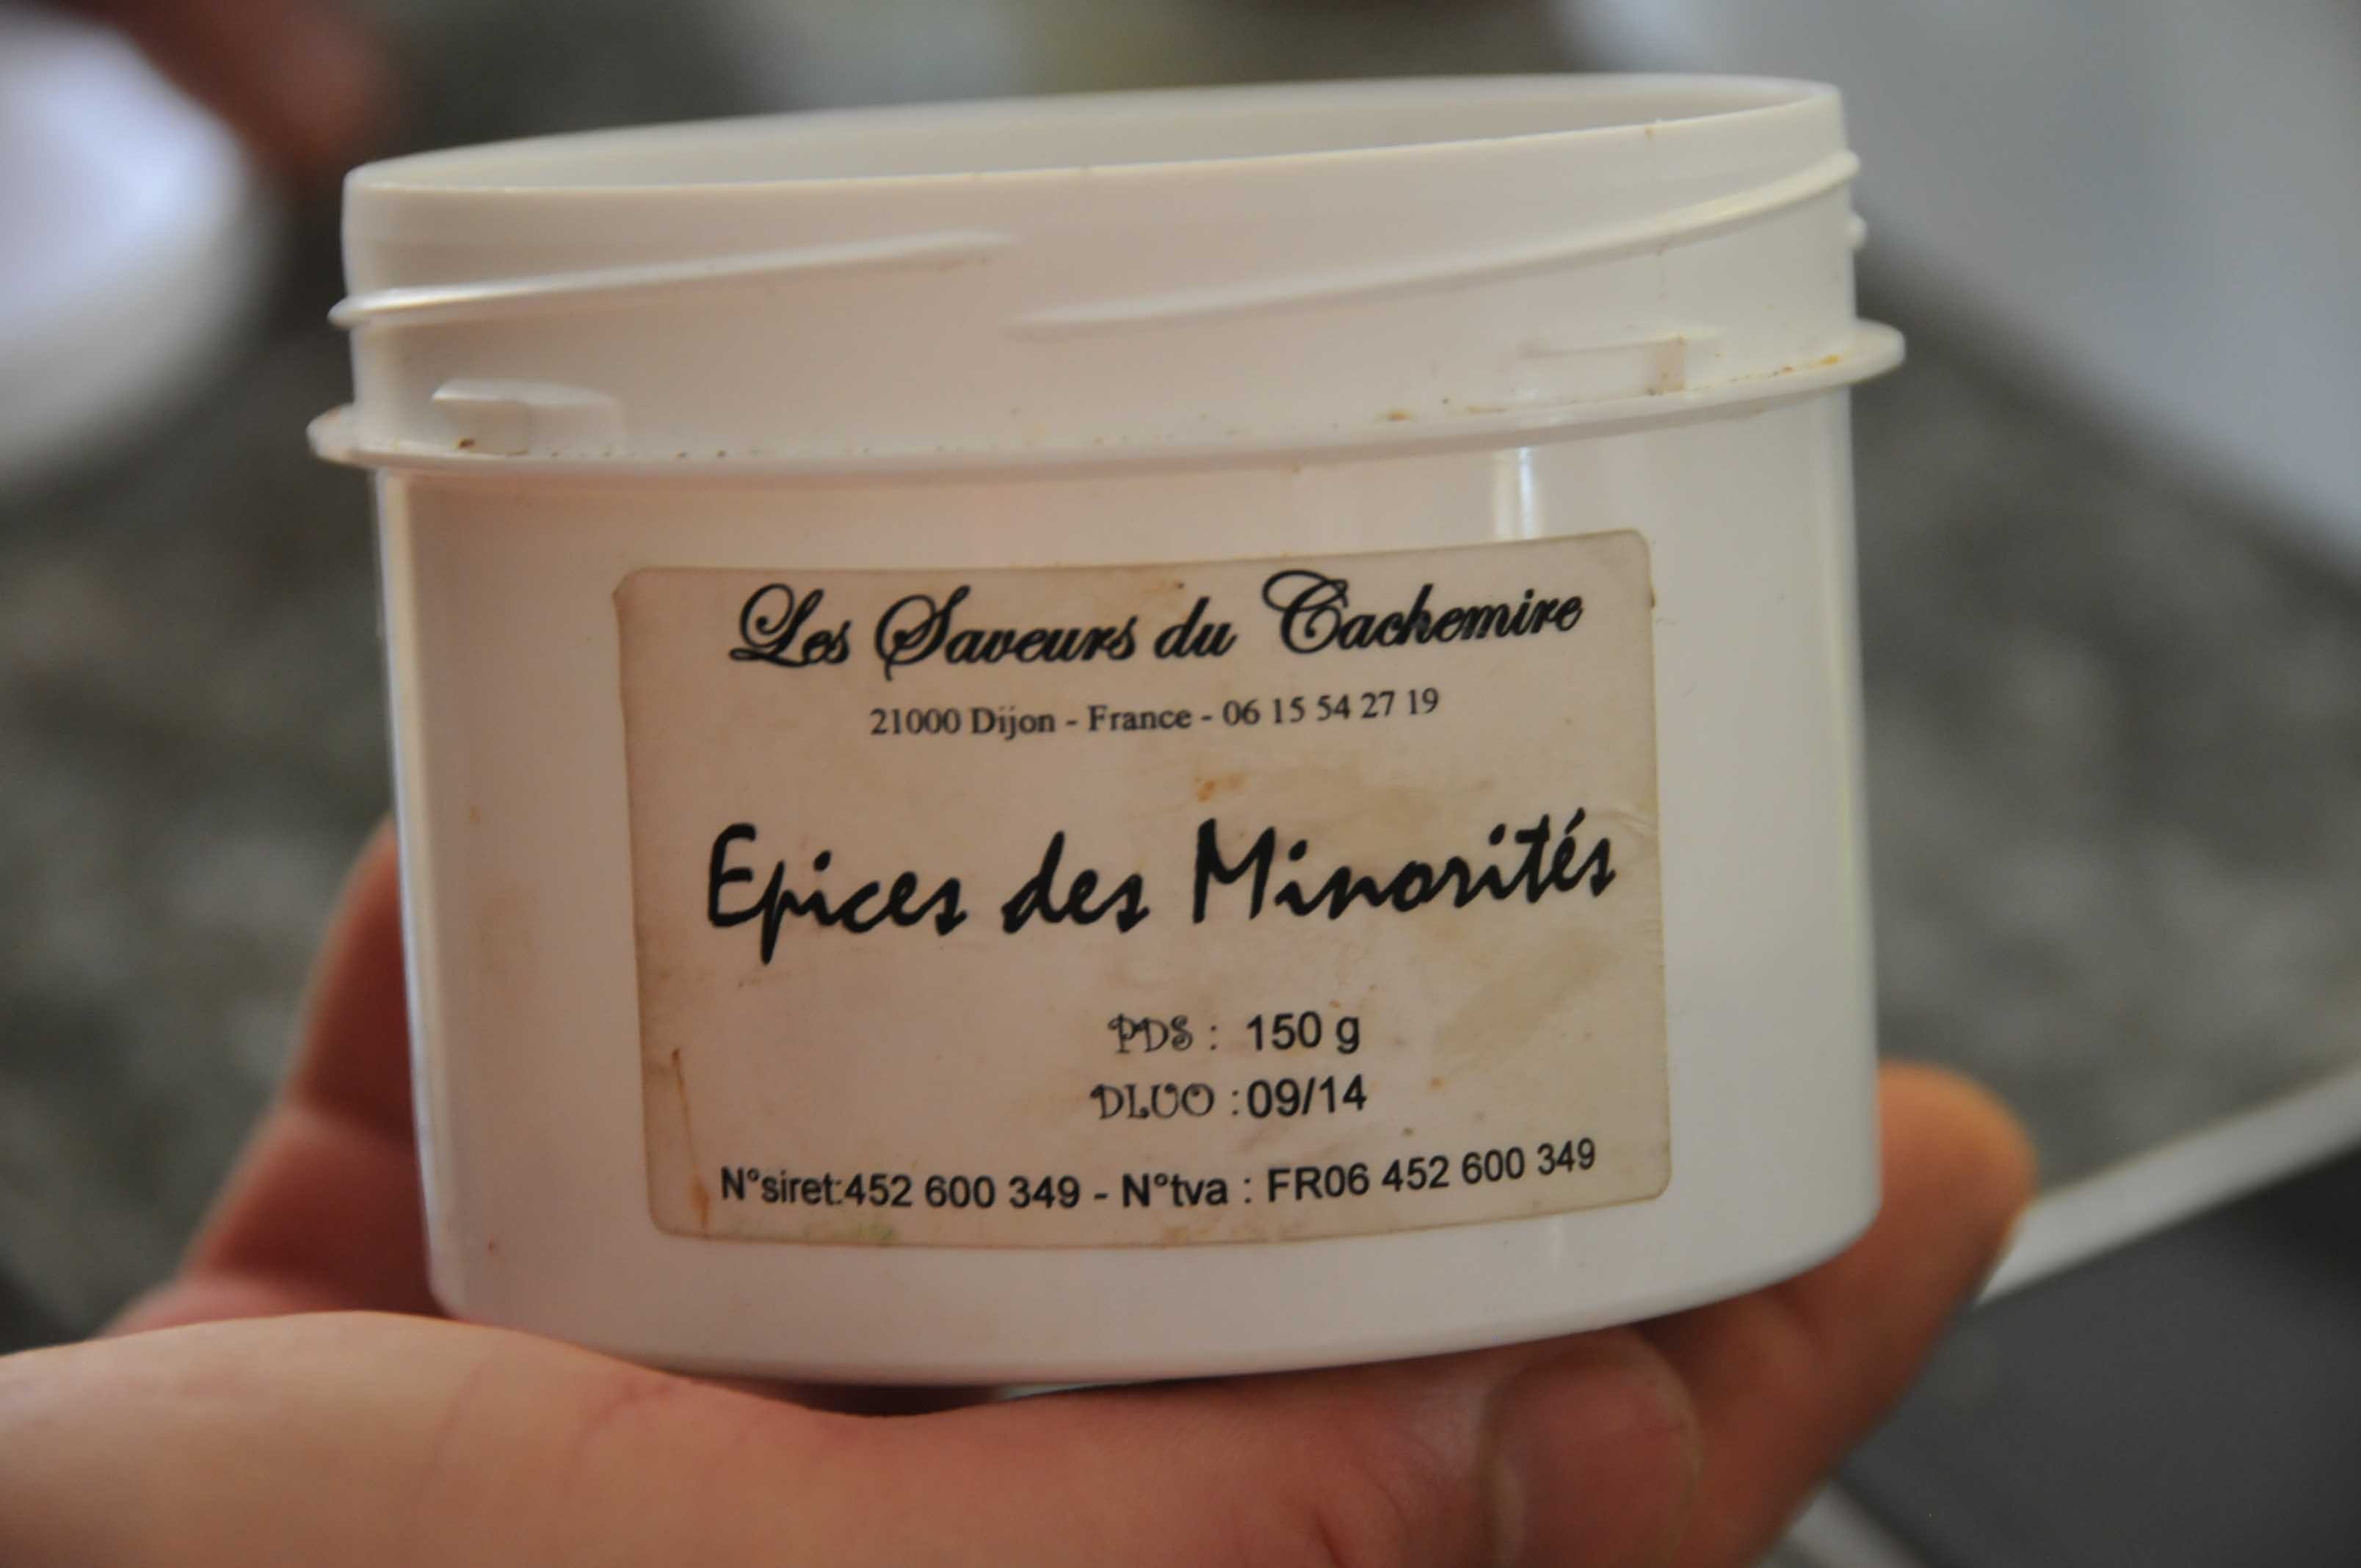 Les Saveurs du Cachemire
21000 Dijon - France - 06 15 54 27 19
Epices des Minorités
PDS : 150 g
DLUO :09/14
N°siret:452 600 349 - N°tva : FR06 452 600 349